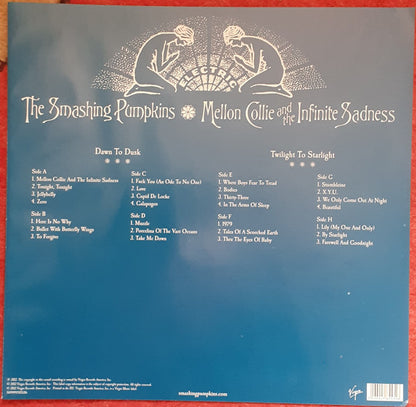 ELECTRIC
The Smashing Pumpkins Mellon Collie and the Infinite Sadness
Dawn To Dusk
Twilight To Starlight
Side A
1. Mellon Collie And The Infinite Sadness
2. Tonight, Tonight
3. Jellybelly
4. Zero
Side B
1. Here Is No Why
2. Bullet With Butterfly Wings
3. To Forgive
Side C
1. Fuck You (An Ode To No One)
2. Love
3. Cupid De Locke
4. Galapogos
Side D
1. Muzzle
2. Porcelina Of The Vast Oceans
3. Take Me Down
Side E
1. Where Boys Fear To Tread
2. Bodies
3. Thirty-Three
4. In The Arms Of Sleep
Side F
1. 1979
2. Tales Of A Scorched Earth
3. Thru The Eyes Of Ruby
Side G
1. Stumbleine
2. X.Y.U.
3. We Only Come Out At Night
4. Beautiful
Side H
1. Lily (My One And Only)
2. By Starlight
3. Farewell And Goodnight
smashingpumpkins.com
Virgin